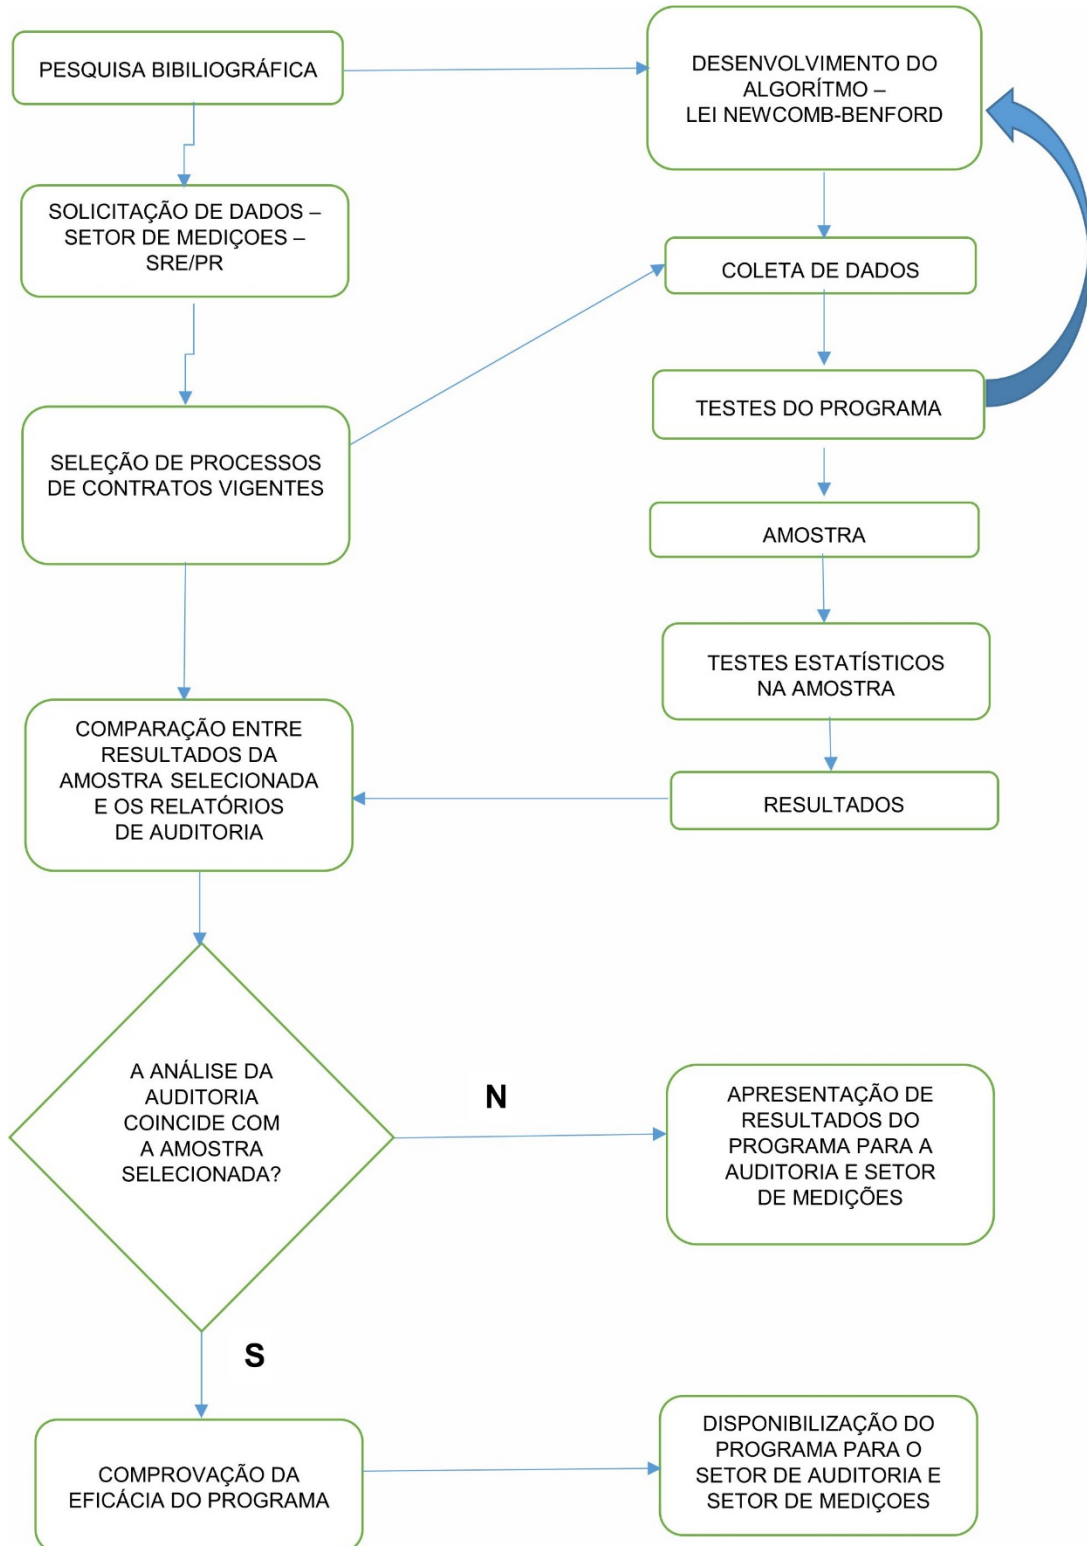 PESQUISA BIBILIOGRÁFICA
DESENVOLVIMENTO DO
ALGORÍTMO –
LEI NEWCOMB-BENFORD
SOLICITAÇÃO DE DADOS –
SETOR DE MEDIÇOES –
SRE/PR
COLETA DE DADOS
TESTES DO PROGRAMA
SELEÇÃO DE PROCESSOS
DE CONTRATOS VIGENTES
AMOSTRA
TESTES ESTATÍSTICOS
NA AMOSTRA
COMPARAÇÃO ENTRE
RESULTADOS DA
AMOSTRA SELECIONADA
E OS RELATÓRIOS
DE AUDITORIA
RESULTADOS
A ANÁLISE DA
AUDITORIA
COINCIDE COM
A AMOSTRA
SELECIONADA?
N
APRESENTAÇÃO DE
RESULTADOS DO
PROGRAMA PARA A
AUDITORIA E SETOR
DE MEDIÇÕES
S
COMPROVAÇÃO DA
EFICÁCIA DO PROGRAMA
DISPONIBILIZAÇÃO DO
PROGRAMA PARA O
SETOR DE AUDITORIA E
SETOR DE MEDIÇOES